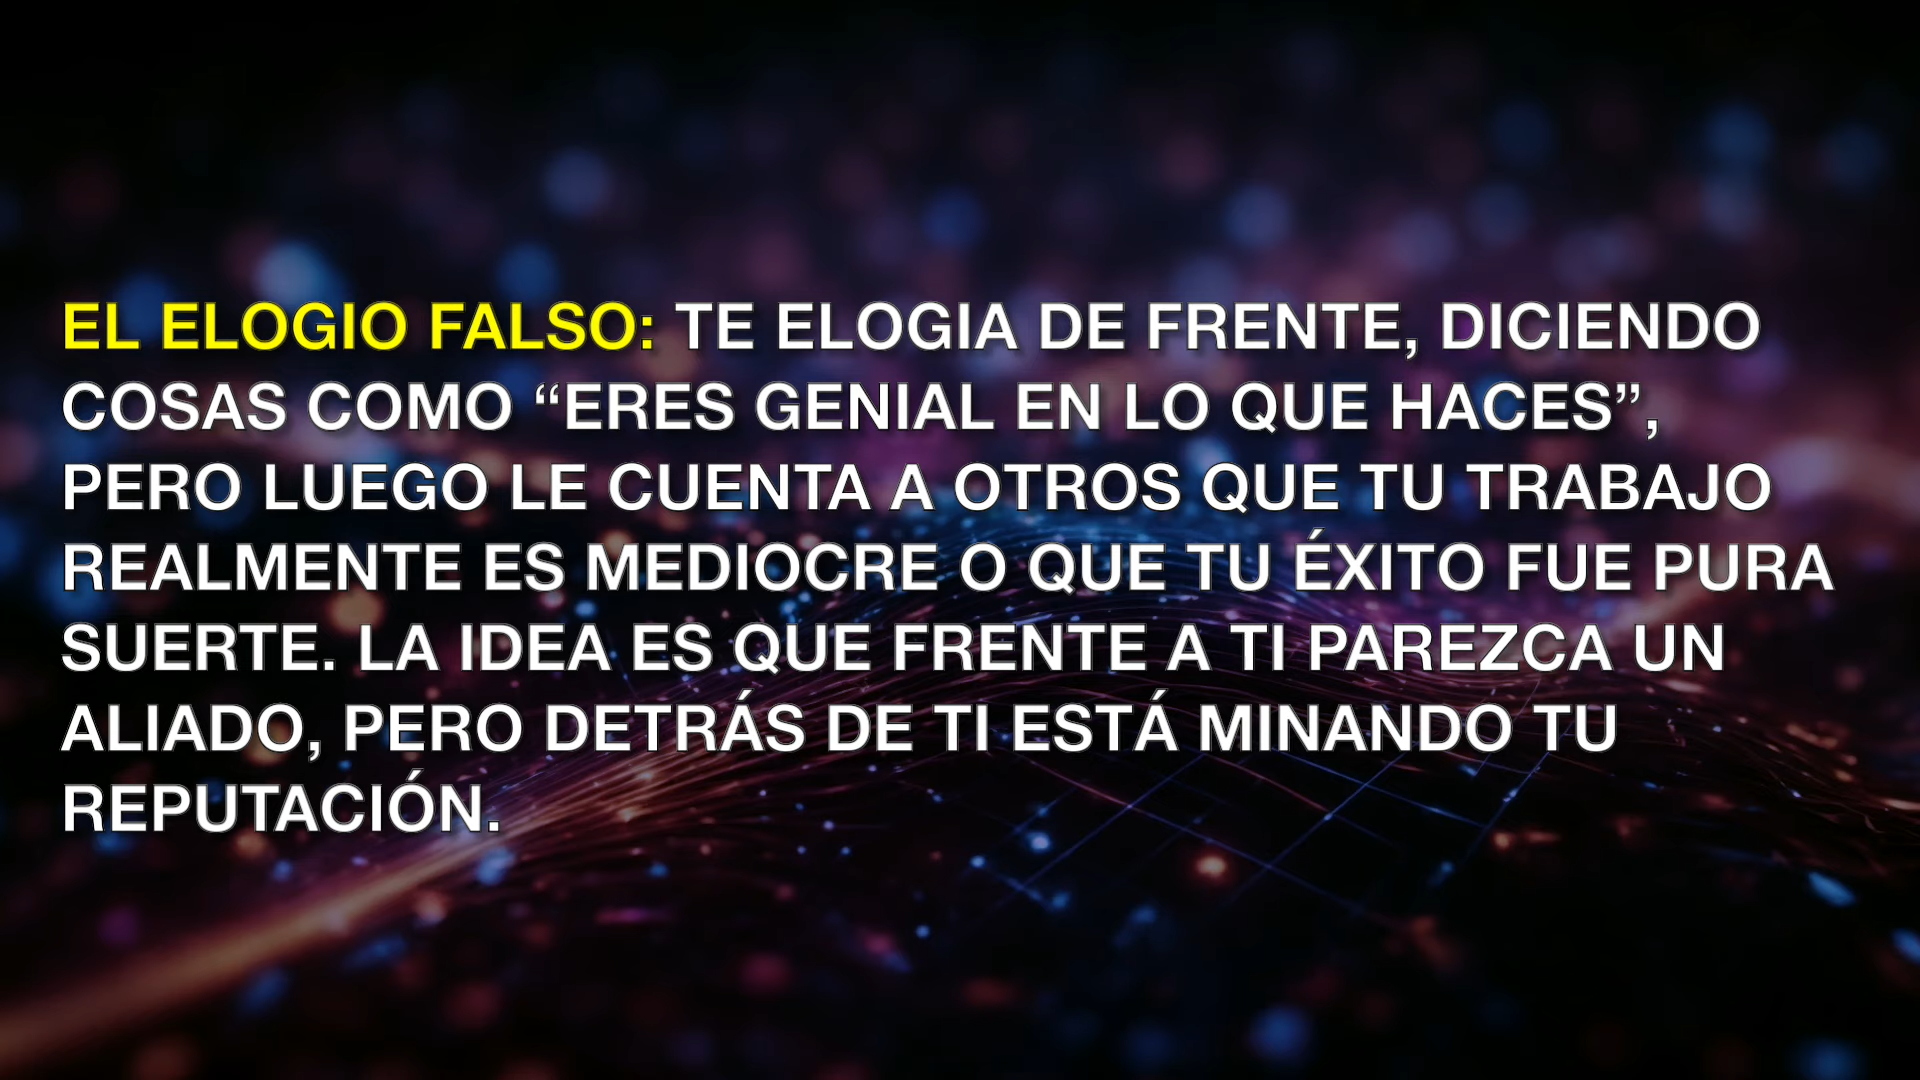 EL ELOGIO FALSO: TE ELOGIA DE FRENTE, DICIENDO
COSAS COMO “ERES GENIAL EN LO QUE HACES”,
PERO LUEGO LE CUENTA A OTROS QUE TU TRABAJO
REALMENTE ES MEDIOCRE O QUE TU ÉXITO FUE PURA
SUERTE. LA IDEA ES QUE FRENTE A TI PAREZCA UN
ALIADO, PERO DETRÁS DE TI ESTÁ MINANDO TU
REPUTACIÓN.